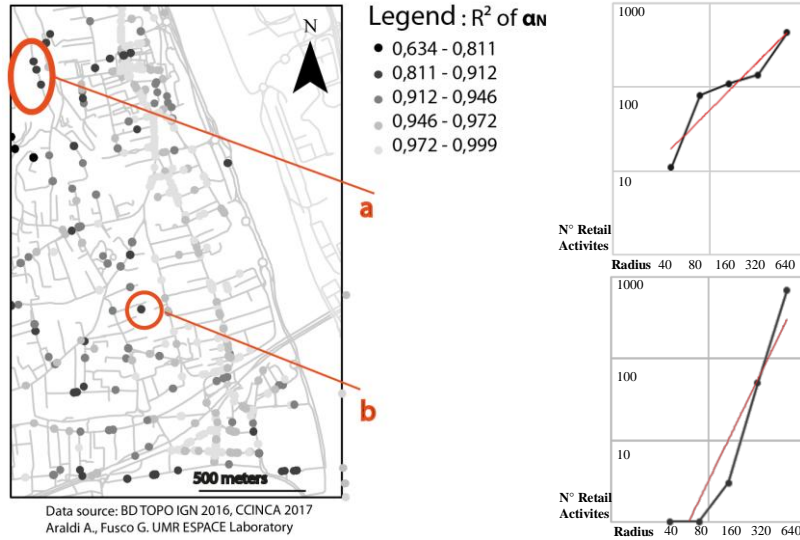 N
Legend : R² of αN
0,634 - 0,811
0,811 - 0,912
0,912 - 0,946
0,946 - 0,972
0,972 - 0,999
a
b
500 meters
Data source: BD TOPO IGN 2016, CCINCA 2017
Araldi A., Fusco G. UMR ESPACE Laboratory
1000
100
10
N° Retail
Activites
Radius 40 80 160 320 640
1000
100
10
N° Retail
Activites
Radius 40 80 160 320 640